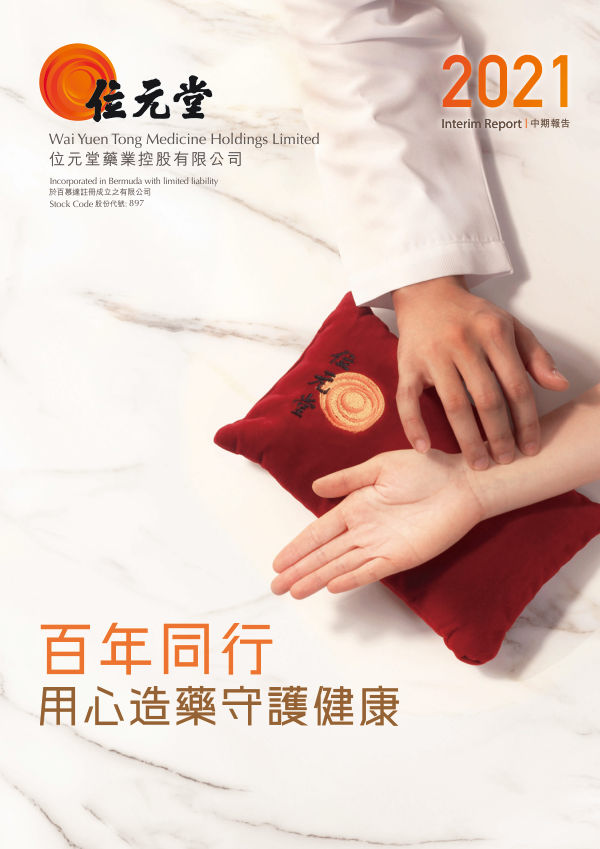 位元堂
Wai Yuen Tong Medicine Holdings Limited
位元堂藥業控股有限公司
Incorporated in Bermuda with limited liability
於百慕達註冊成立之有限公司
Stock Code 股份代號: 897
2021
Interim Report | 中期報告
位元堂
百年同行
用心造藥守護健康